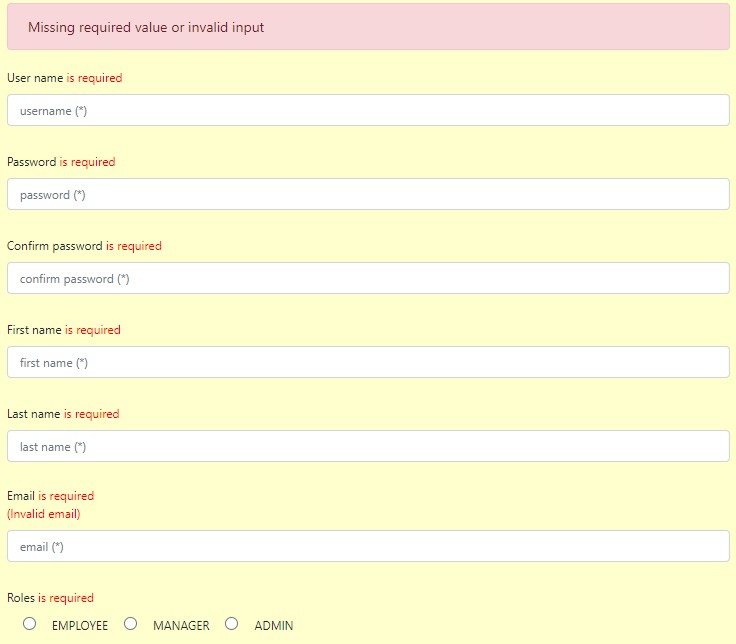 Missing required value or invalid input
User name is required
username (*)
Password is required
password (*)
Confirm password is required
confirm password (*)
First name is required
first name (*)
Last name is required
last name (*)
Email is required
(Invalid email)
email (*)
Roles is required
EMPLOYEE MANAGER ADMIN